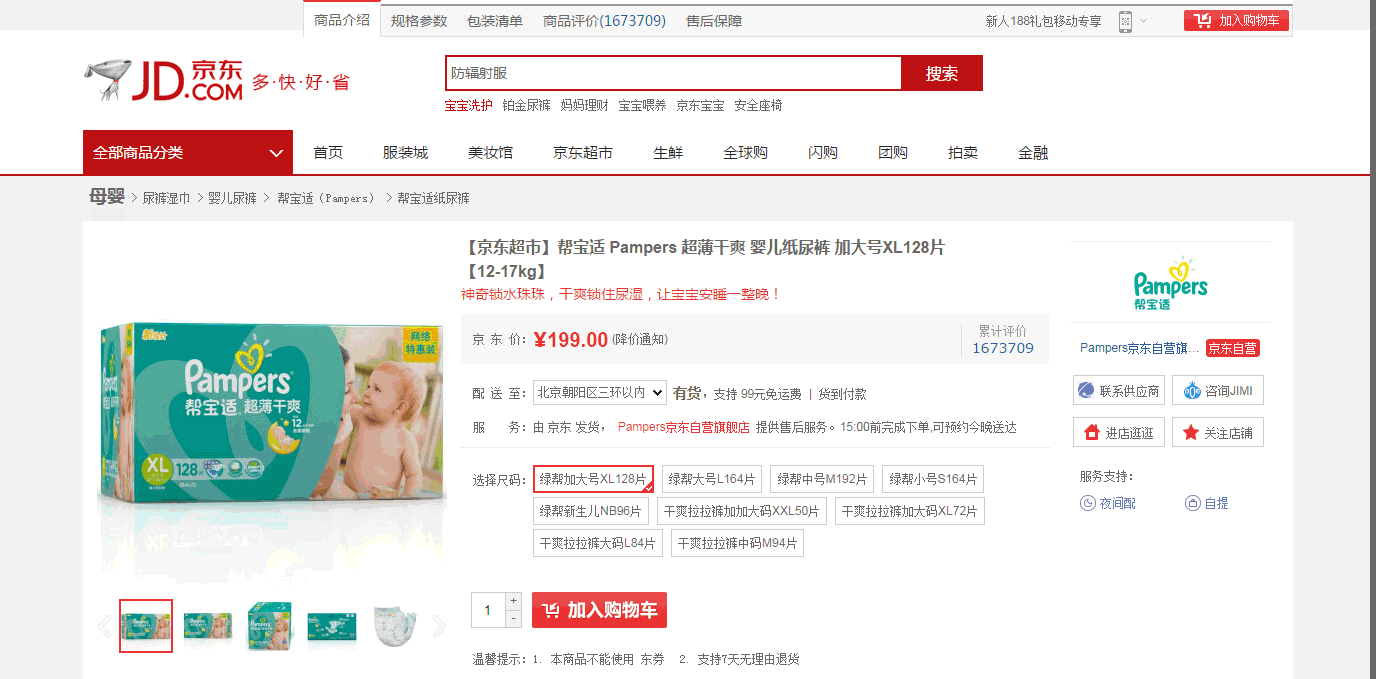 商品介绍 规格参数 包装清单 商品评价(1673709) 售后保障 新人188礼包移动专享 加入购物车
JD.COM 京东 多·快·好·省
防辐射服 搜索
宝宝洗护 铂金尿裤 妈妈理财 宝宝喂养 京东宝宝 安全座椅
全部商品分类 首页 服装城 美妆馆 京东超市 生鲜 全球购 闪购 团购 拍卖 金融
母婴 > 尿裤湿巾 > 婴儿尿裤 > 帮宝适（Pampers） > 帮宝适纸尿裤
【京东超市】帮宝适 Pampers 超薄干爽 婴儿纸尿裤 加大号XL128片
【12-17kg】
神奇锁水珠珠，干爽锁住尿湿，让宝宝安睡一整晚！
京 东 价： ¥199.00 (降价通知)
累计评价
1673709
配 送 至： 北京朝阳区三环以内 有货，支持 99元免运费 | 货到付款
服 务：由 京东 发货， Pampers京东自营旗舰店 提供售后服务。15:00前完成下单,可预约今晚送达
选择尺码： 绿帮加大号XL128片 绿帮大号L164片 绿帮中号M192片 绿帮小号S164片
绿帮新生儿NB96片 干爽拉拉裤加加大码XXL50片 干爽拉拉裤加大码XL72片
干爽拉拉裤大码L84片 干爽拉拉裤中码M94片
1 + - 加入购物车
温馨提示：1. 本商品不能使用 东券 2. 支持7天无理由退货
Pampers
帮宝适
Pampers京东自营旗... 京东自营
联系供应商 咨询JIMI
进店逛逛 关注店铺
服务支持：
夜间配 自提
网络
特惠装
Pampers
帮宝适 超薄干爽
12
XL
128片